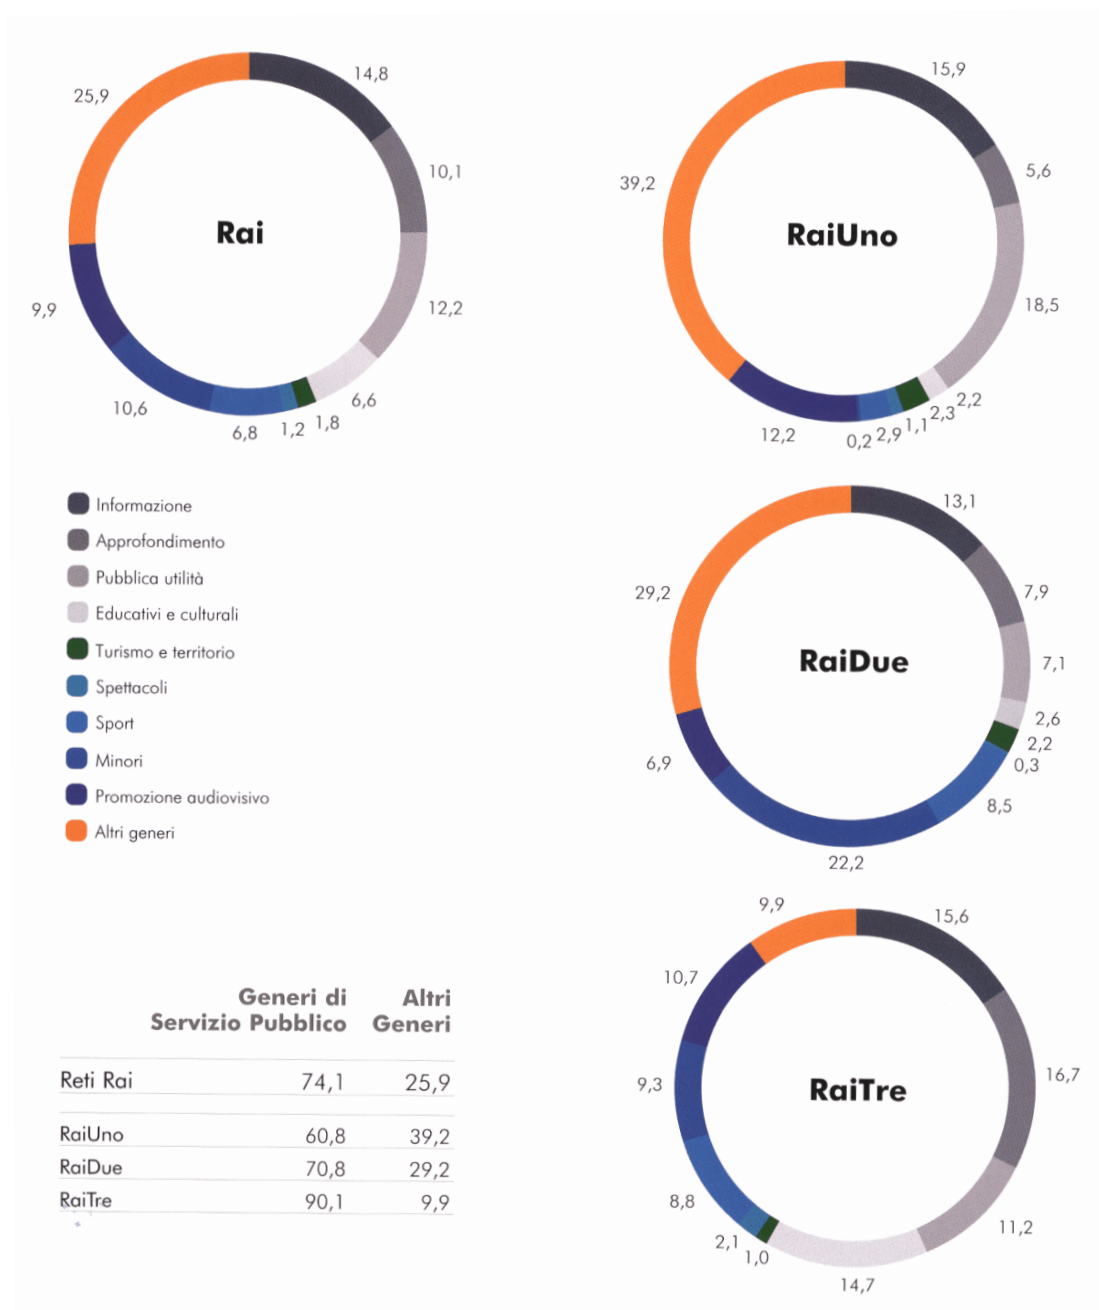 Rai
14,8
10,1
12,2
6,6
1,8
1,2
6,8
10,6
9,9
25,9
RaiUno
15,9
5,6
18,5
2,2
2,3
1,1
2,9
0,2
12,2
39,2
Informazione
Approfondimento
Pubblica utilità
Educativi e culturali
Turismo e territorio
Spettacoli
Sport
Minori
Promozione audiovisivo
Altri generi
RaiDue
13,1
7,9
7,1
2,6
2,2
0,3
8,5
22,2
6,9
29,2
RaiTre
15,6
16,7
11,2
14,7
1,0
2,1
8,8
9,3
10,7
9,9
Generi di Altri
Servizio Pubblico Generi
Reti Rai 74,1 25,9
RaiUno 60,8 39,2
RaiDue 70,8 29,2
RaiTre 90,1 9,9